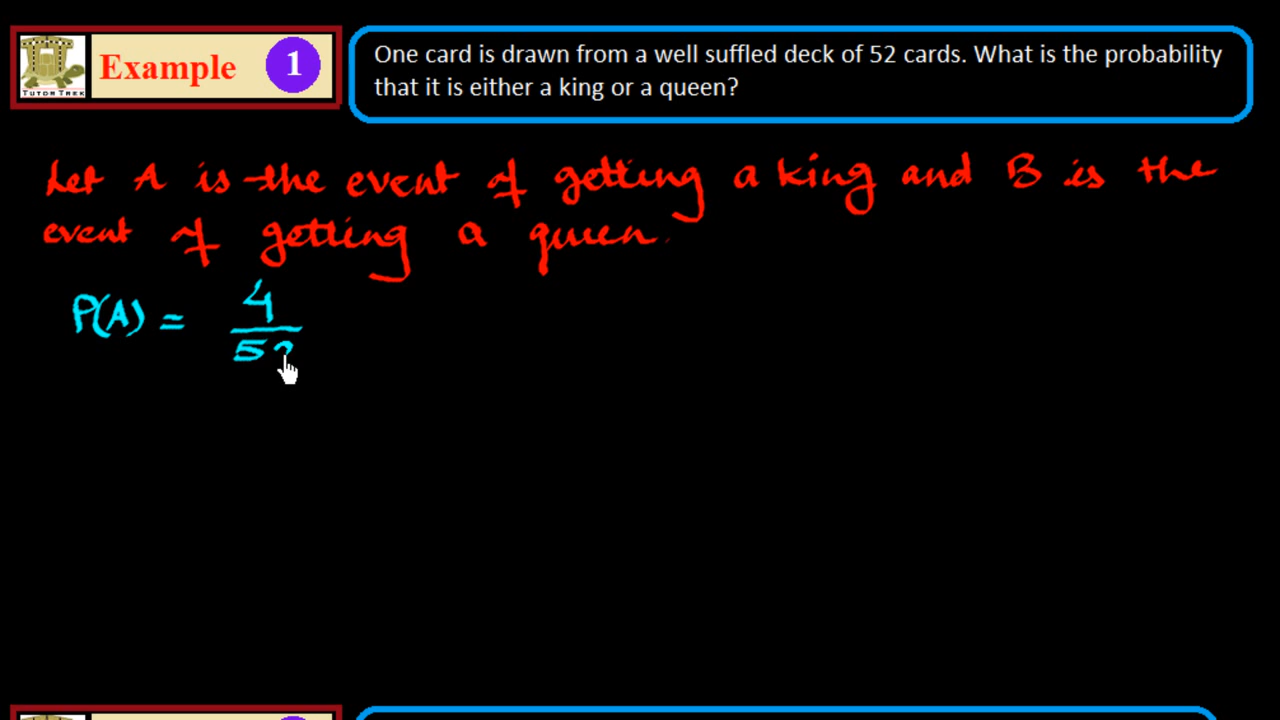 Example 1
One card is drawn from a well suffled deck of 52 cards. What is the probability
that it is either a king or a queen?
TUTOR TREK
Let A is the event of getting a king and B is the
event of getting a queen.
P(A) = 4
52